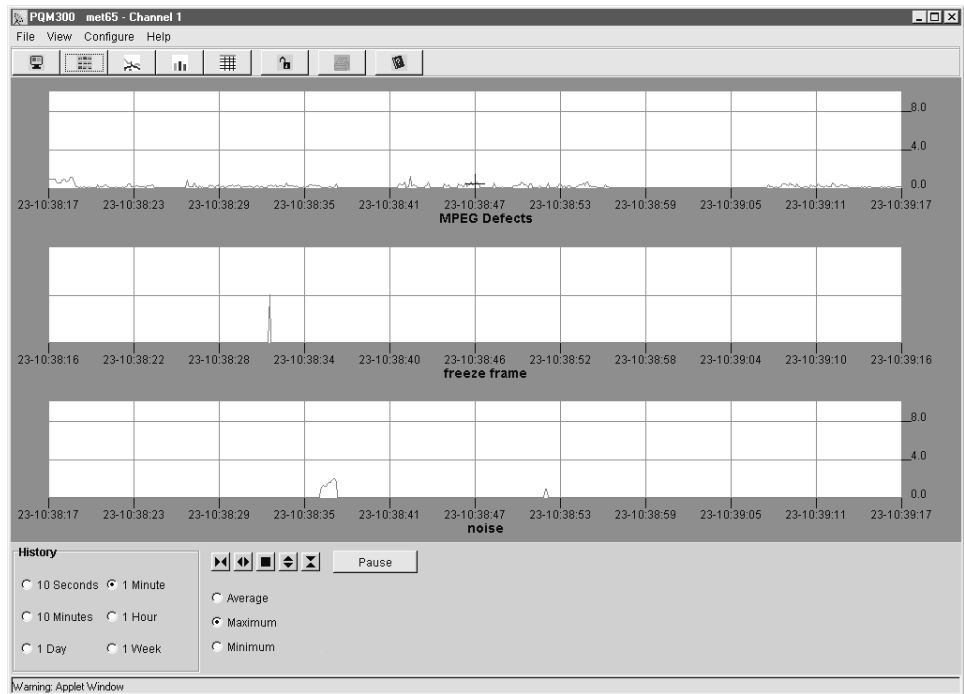 PQM300 met65 - Channel 1
File View Configure Help
8.0
4.0
0.0
23-10:38:17 23-10:38:23 23-10:38:29 23-10:38:35 23-10:38:41 23-10:38:47 23-10:38:53 23-10:38:59 23-10:39:05 23-10:39:11 23-10:39:17
MPEG Defects
23-10:38:16 23-10:38:22 23-10:38:28 23-10:38:34 23-10:38:40 23-10:38:46 23-10:38:52 23-10:38:58 23-10:39:04 23-10:39:10 23-10:39:16
freeze frame
8.0
4.0
0.0
23-10:38:17 23-10:38:23 23-10:38:29 23-10:38:35 23-10:38:41 23-10:38:47 23-10:38:53 23-10:38:59 23-10:39:05 23-10:39:11 23-10:39:17
noise
History
10 Seconds 1 Minute
10 Minutes 1 Hour
1 Day 1 Week
Pause
Average
Maximum
Minimum
Warning: Applet Window